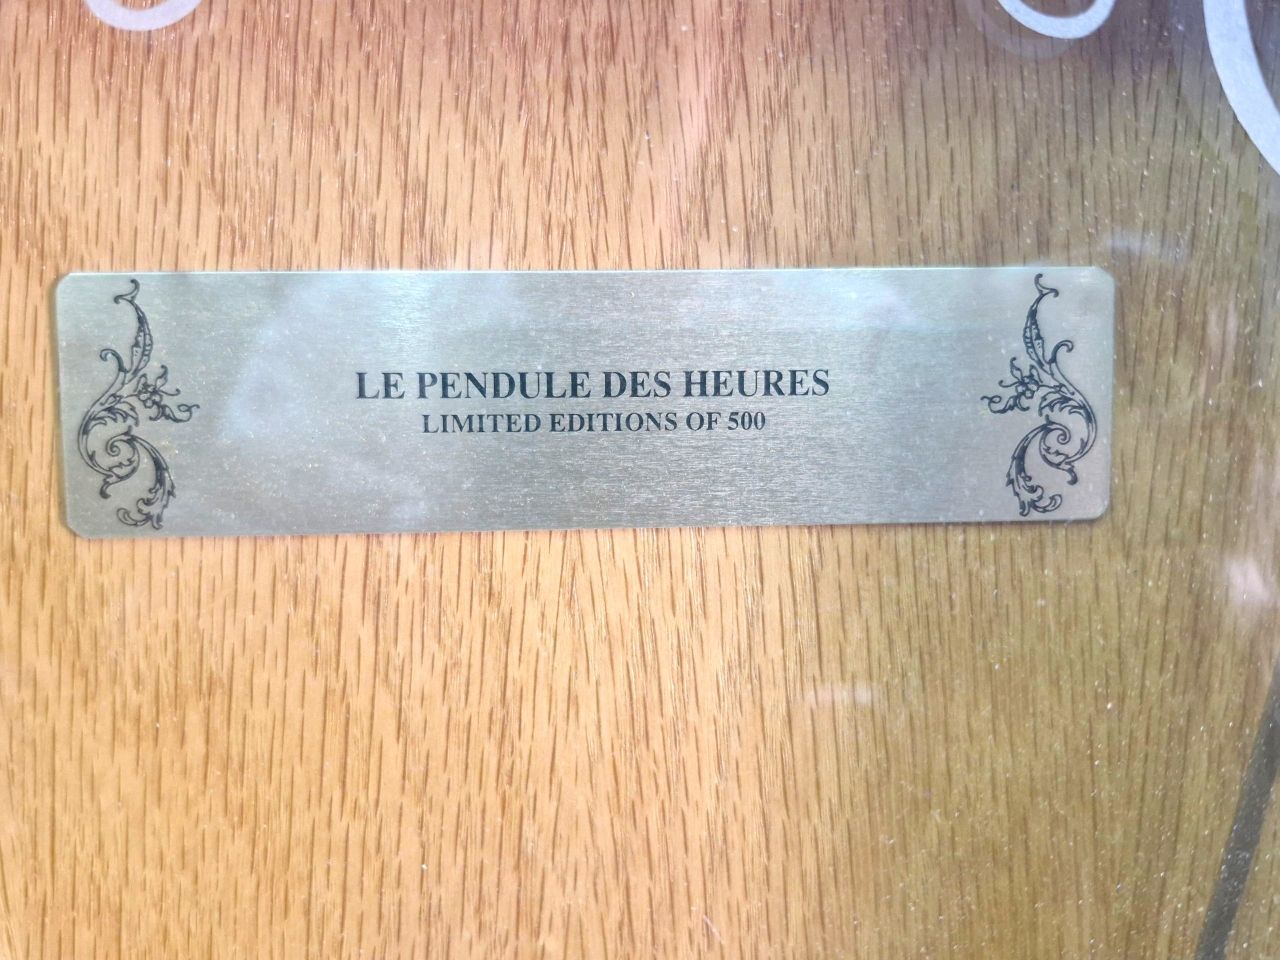 LE PENDULE DES HEURES
LIMITED EDITIONS OF 500